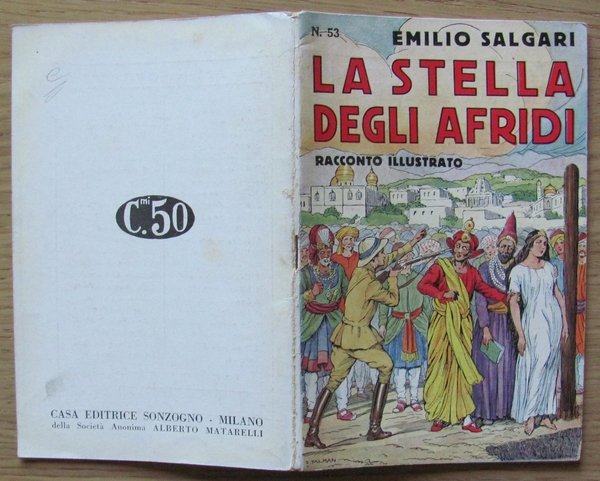 N. 53
EMILIO SALGARI
LA STELLA
DEGLI AFRIDI
RACCONTO ILLUSTRATO
C.mi 50
CASA EDITRICE SONZOGNO - MILANO
della Società Anonima ALBERTO MATARELLI